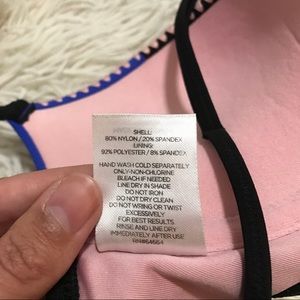 SHELL:
80% NYLON / 20% SPANDEX
LINING:
92% POLYESTER / 8% SPANDEX
HAND WASH COLD SEPARATELY
ONLY-NON-CHLORINE
BLEACH IF NEEDED
LINE DRY IN SHADE
DO NOT IRON
DO NOT DRY CLEAN
DO NOT WRING OR TWIST
EXCESSIVELY
FOR BEST RESULTS
RINSE AND LINE DRY
IMMEDIATELY AFTER USE